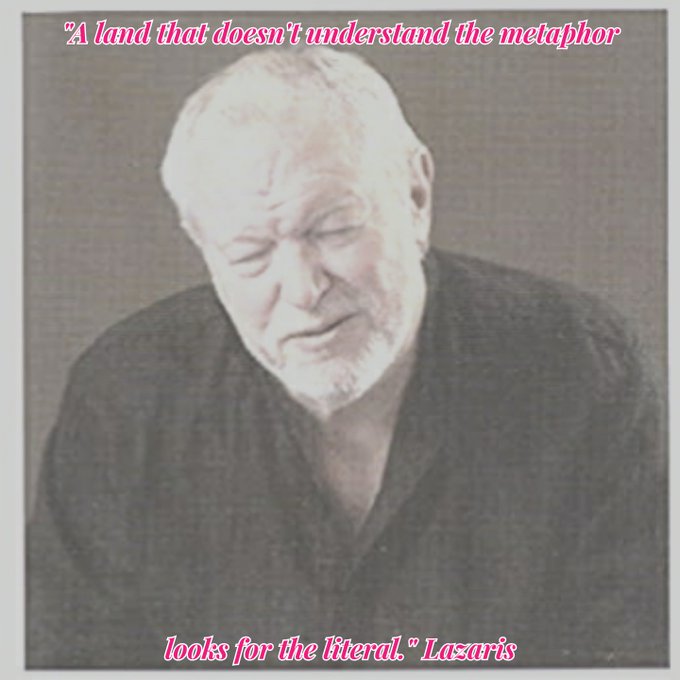 "A land that doesn't understand the metaphor
looks for the literal." Lazaris